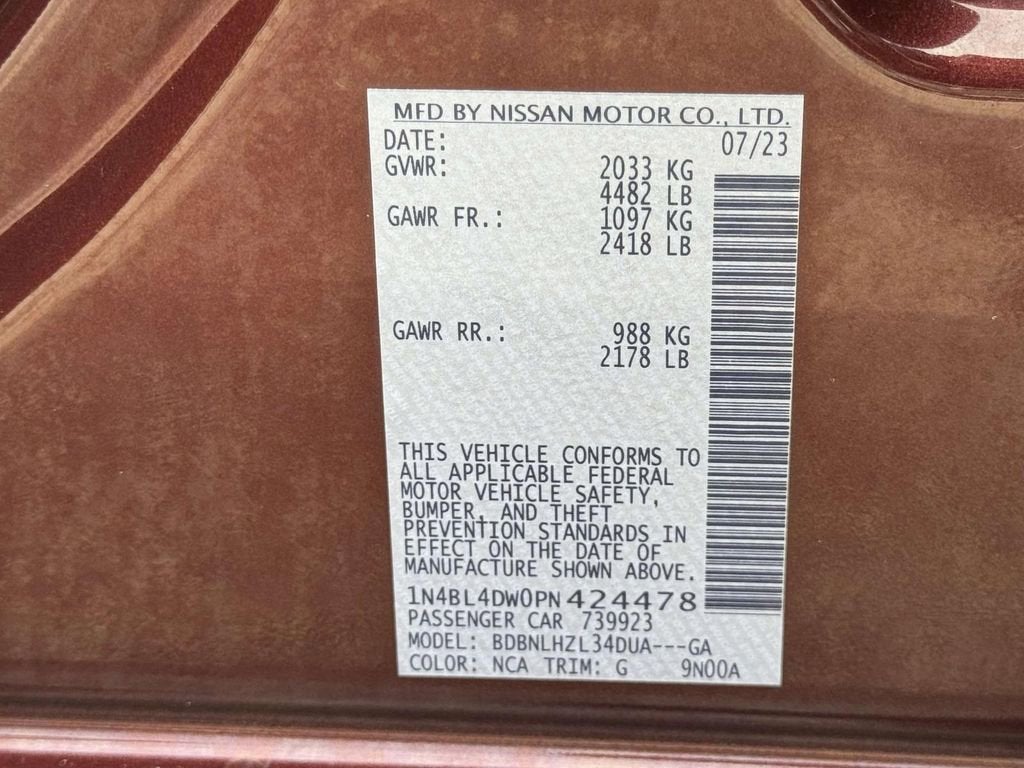 MFD BY NISSAN MOTOR CO., LTD.
DATE: 07/23
GVWR: 2033 KG
4482 LB
GAWR FR.: 1097 KG
2418 LB
GAWR RR.: 988 KG
2178 LB
THIS VEHICLE CONFORMS TO
ALL APPLICABLE FEDERAL
MOTOR VEHICLE SAFETY,
BUMPER, AND THEFT
PREVENTION STANDARDS IN
EFFECT ON THE DATE OF
MANUFACTURE SHOWN ABOVE.
1N4BL4DW0PN424478
PASSENGER CAR 739923
MODEL: BDBNLHZL34DUA---GA
COLOR: NCA TRIM: G 9N00A